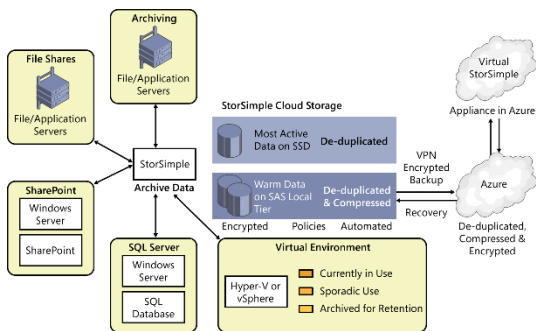 Archiving
File/Application
Servers
File Shares
File/Application
Servers
StorSimple
Archive Data
SharePoint
Windows
Server
SharePoint
SQL Server
Windows
Server
SQL
Database
StorSimple Cloud Storage
Most Active
Data on SSD
De-duplicated
Warm Data
on SAS Local
Tier
De-duplicated
& Compressed
Encrypted Policies Automated
Virtual Environment
Hyper-V or
vSphere
Currently in Use
Sporadic Use
Archived for Retention
VPN
Encrypted
Backup
Recovery
Virtual
StorSimple
Appliance in Azure
Azure
De-duplicated,
Compressed &
Encrypted